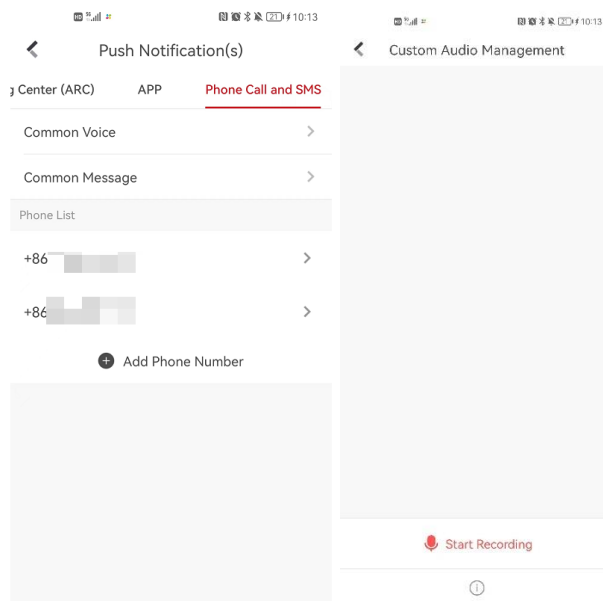 10:13
Push Notification(s)
g Center (ARC)
APP
Phone Call and SMS
Common Voice
Common Message
Phone List
+86
+86
Add Phone Number
10:13
Custom Audio Management
Start Recording